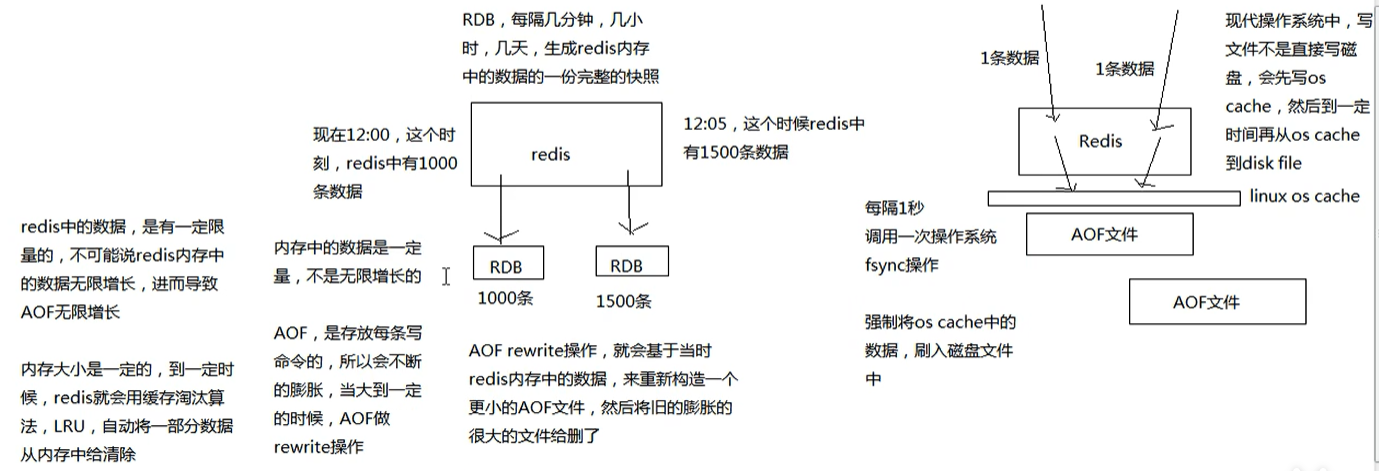 RDB，每隔几分钟，几小
时，几天，生成redis内存
中的数据的一份完整的快照
现在12:00，这个时
刻，redis中有1000
条数据
redis
12:05，这个时候redis中
有1500条数据
RDB
1000条
RDB
1500条
redis中的数据，是有一定限
量的，不可能说redis内存中
的数据无限增长，进而导致
AOF无限增长
内存大小是一定的，到一定时
候，redis就会用缓存淘汰算
法，LRU，自动将一部分数据
从内存中给清除
内存中的数据是一定
量，不是无限增长的
AOF，是存放每条写
命令的，所以会不断
的膨胀，当大到一定
的时候，AOF做
rewrite操作
AOF rewrite操作，就会基于当时
redis内存中的数据，来重新构造一个
更小的AOF文件，然后将旧的膨胀的
很大的文件给删了
1条数据
1条数据
Redis
现代操作系统中，写
文件不是直接写磁
盘，会先写os
cache，然后到一定
时间再从os cache
到disk file
linux os cache
每隔1秒
调用一次操作系统
fsync操作
AOF文件
AOF文件
强制将os cache中的
数据，刷入磁盘文件
中